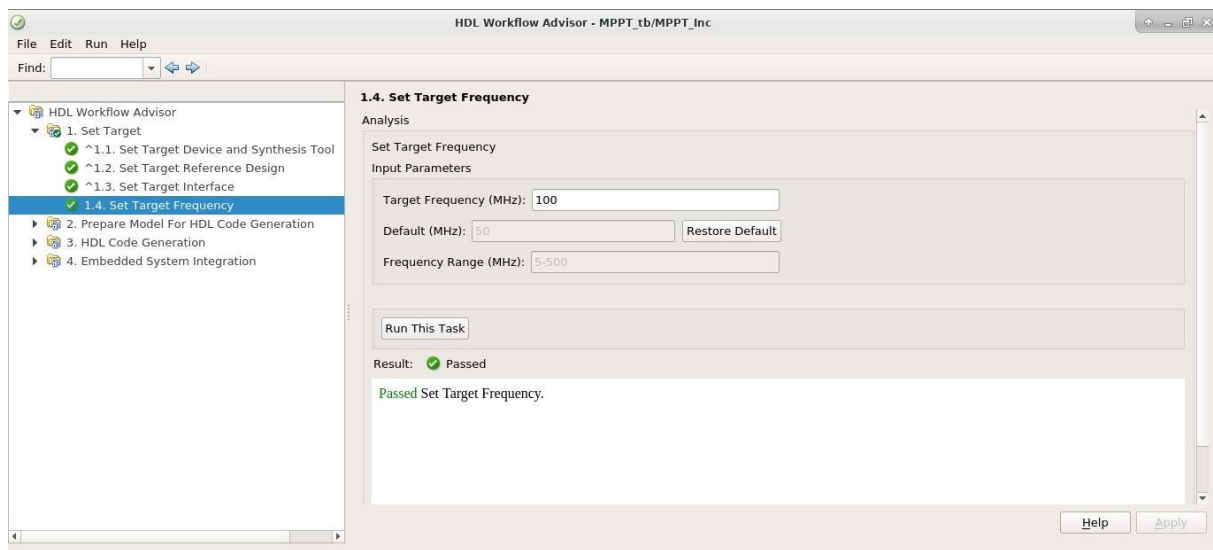 HDL Workflow Advisor - MPPT_tb/MPPT_Inc
File Edit Run Help
Find:
HDL Workflow Advisor
1. Set Target
^1.1. Set Target Device and Synthesis Tool
^1.2. Set Target Reference Design
^1.3. Set Target Interface
1.4. Set Target Frequency
2. Prepare Model For HDL Code Generation
3. HDL Code Generation
4. Embedded System Integration
1.4. Set Target Frequency
Analysis
Set Target Frequency
Input Parameters
Target Frequency (MHz): 100
Default (MHz): 50 Restore Default
Frequency Range (MHz): 5-500
Run This Task
Result: Passed
Passed Set Target Frequency.
Help Apply